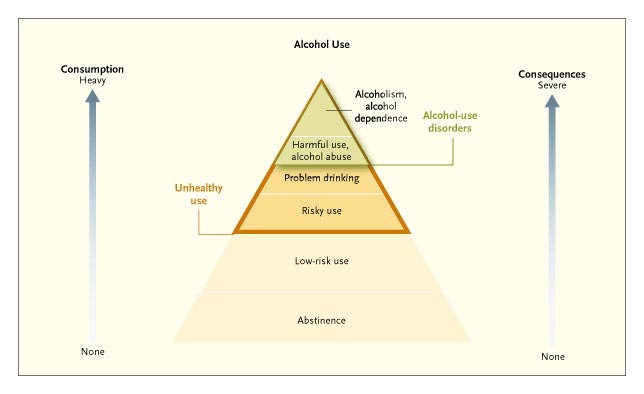 Alcohol Use
Consumption
Heavy
Consequences
Severe
Alcoholism,
alcohol
dependence
Alcohol-use
disorders
Harmful use,
alcohol abuse
Problem drinking
Unhealthy
use
Risky use
Low-risk use
Abstinence
None
None